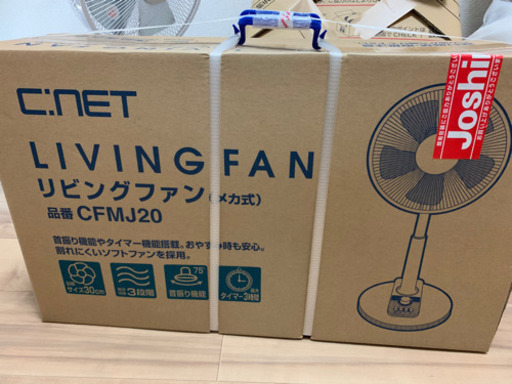 C:NET
LIVING FAN
リビングファン(メカ式)
品番 CFMJ20
首振り機能やタイマー機能搭載。おやすみ時も安心。
割れにくいソフトファンを採用。
サイズ30cm
3段階
75°
首振り機能
タイマー3時間
Joshin